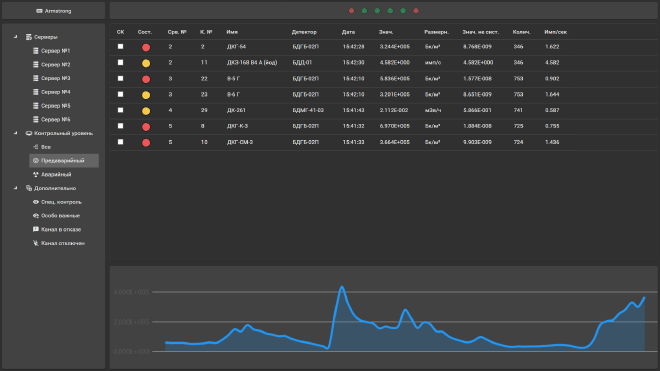 Armstrong
Серверы
Сервер №1
Сервер №2
Сервер №3
Сервер №4
Сервер №5
Сервер №6
Контрольный уровень
Все
Предаварийный
Аварийный
Дополнительно
Спец. контроль
Особо важные
Канал в отказе
Канал отключен
СК Сост. Срв. № К. № Имя Детектор Дата Знач. Размерн. Знач. не сист. Колич. Имп/сек
2 2 ДКГ-54 БДГБ-02П 15:42:28 3.244E+005 Бк/м³ 8.768E-009 346 1.622
2 11 ДКЗ-16В В4 А (йод) БДД-01 15:42:30 4.582E+000 имп/с 4.582E+000 346 4.582
3 22 В-5 Г БДГБ-02П 15:42:10 5.836E+005 Бк/м³ 1.577E-008 753 0.902
3 23 В-6 Г БДГБ-02П 15:42:10 3.201E+005 Бк/м³ 8.651E-009 753 1.644
4 29 ДК-261 БДМГ-41-03 15:41:43 2.112E-002 мЗв/ч 5.866E-001 741 0.587
5 8 ДКГ-К-3 БДГБ-02П 15:41:32 6.970E+005 Бк/м³ 1.884E-008 725 0.755
5 10 ДКГ-ОМ-3 БДГБ-02П 15:41:33 3.664E+005 Бк/м³ 9.903E-009 724 1.436
4.000E+005
2.000E+005
0.000E+000